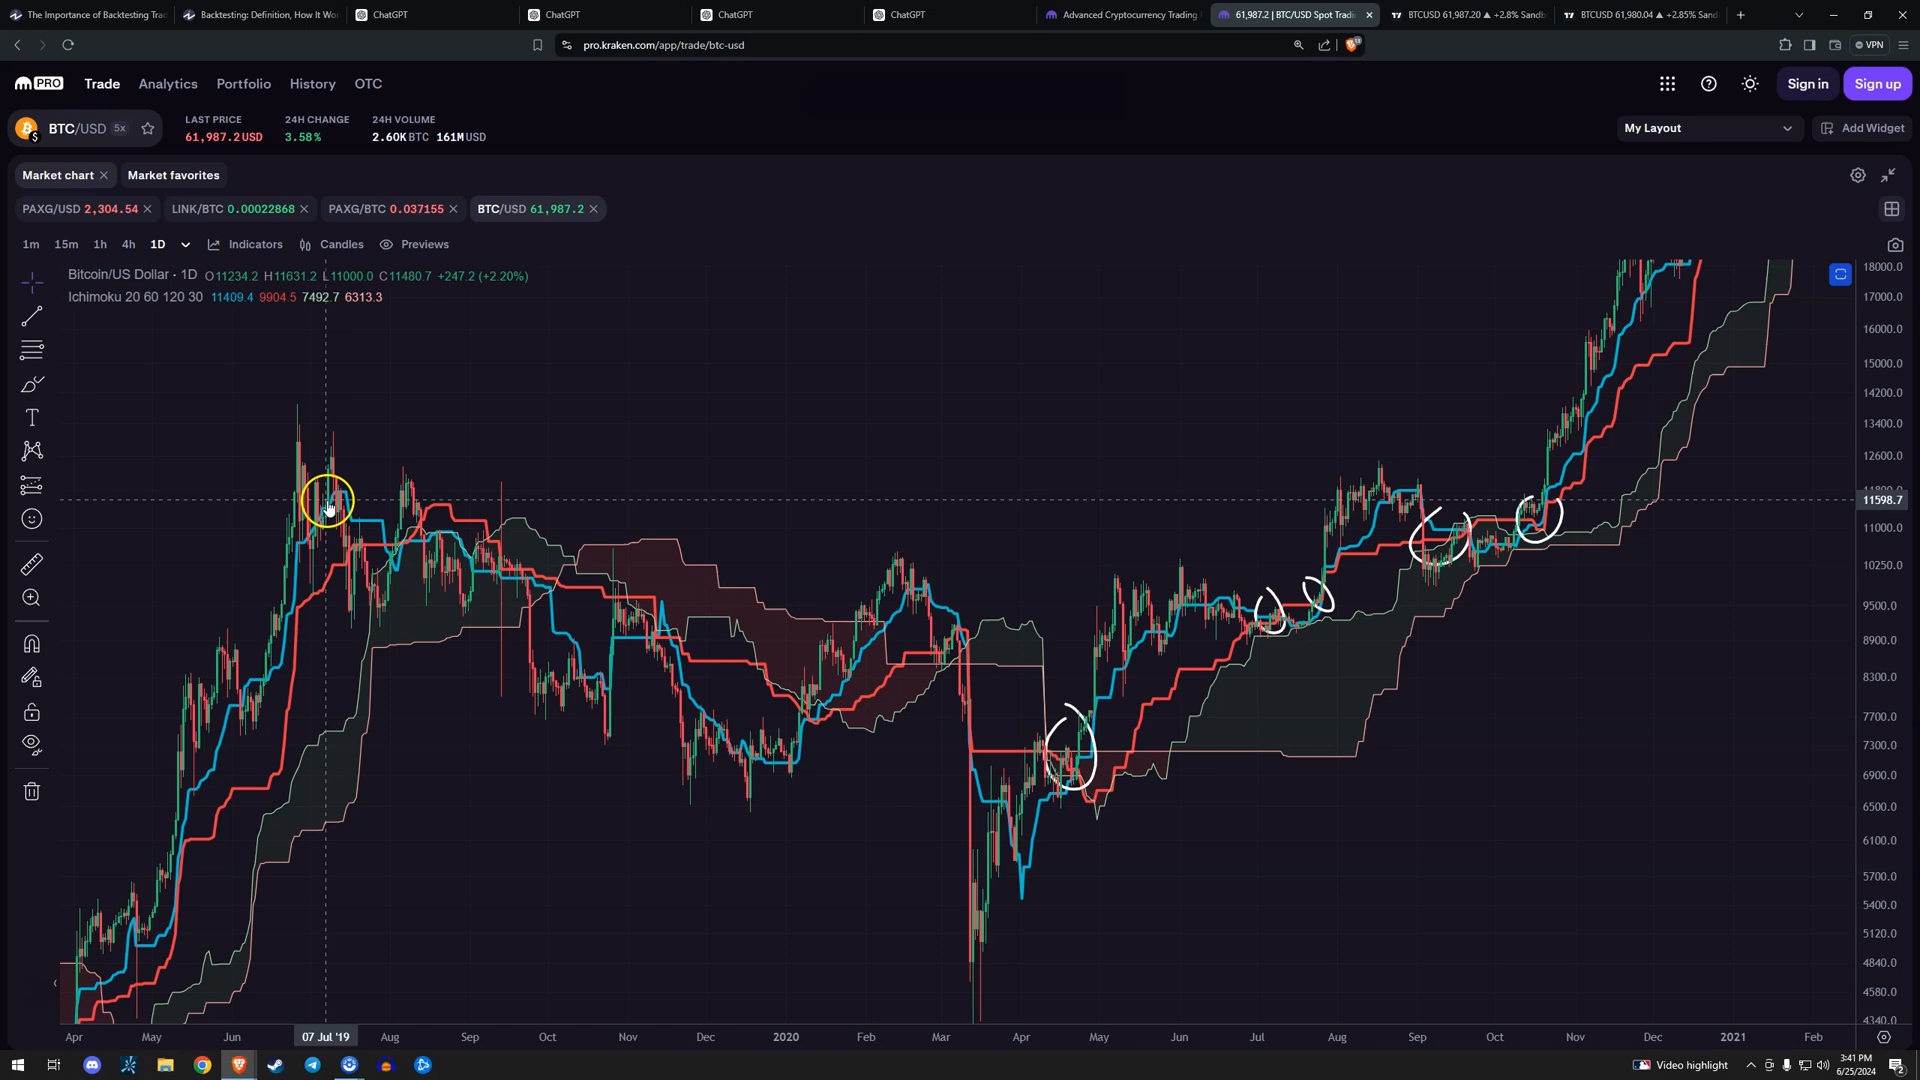 The Importance of Backtesting Trad
Backtesting: Definition, How It Wor
ChatGPT
ChatGPT
ChatGPT
ChatGPT
Advanced Cryptocurrency Trading
61,987.2 | BTC/USD Spot Tradin
BTCUSD 61,987.20 ▲ +2.8% Sandb
BTCUSD 61,980.04 ▲ +2.85% Sand
pro.kraken.com/app/trade/btc-usd
VPN
PRO
Trade
Analytics
Portfolio
History
OTC
Sign in
Sign up
BTC/USD 5x
LAST PRICE
61,987.2 USD
24H CHANGE
3.58%
24H VOLUME
2.60K BTC 161M USD
My Layout
Add Widget
Market chart
Market favorites
PAXG/USD 2,304.54
LINK/BTC 0.00022868
PAXG/BTC 0.037155
BTC/USD 61,987.2
1m 15m 1h 4h 1D
Indicators
Candles
Previews
Bitcoin/US Dollar · 1D O11234.2 H11631.2 L11000.0 C11480.7 +247.2 (+2.20%)
Ichimoku 20 60 120 30 11409.4 9904.5 7492.7 6313.3
18000.0
17000.0
16000.0
15000.0
14200.0
13400.0
12600.0
11598.7
11000.0
10250.0
9500.0
8900.0
8300.0
7700.0
7300.0
6900.0
6500.0
6100.0
5700.0
5400.0
5120.0
4840.0
4580.0
4340.0
Apr May Jun 07 Jul '19 Aug Sep Oct Nov Dec 2020 Feb Mar Apr May Jun Jul Aug Sep Oct Nov Dec 2021 Feb
Video highlight
3:41 PM
6/25/2024
2